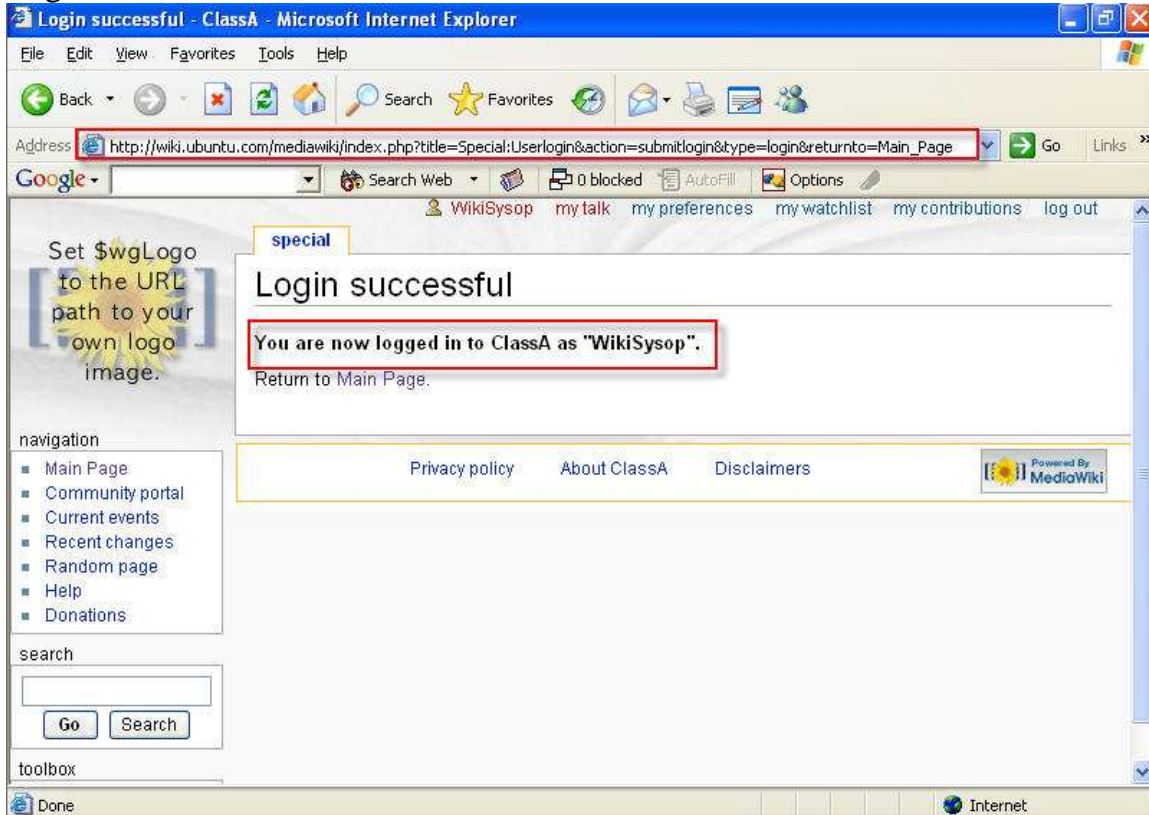 Login successful - ClassA - Microsoft Internet Explorer
File Edit View Favorites Tools Help
Back Search Favorites
Address http://wiki.ubuntu.com/mediawiki/index.php?title=Special:Userlogin&action=submitlogin&type=login&returnto=Main_Page Go Links »
Google Search Web 0 blocked AutoFill Options
WikiSysop my talk my preferences my watchlist my contributions log out
special
Set $wgLogo
to the URL
path to your
own logo
image.
Login successful
You are now logged in to ClassA as "WikiSysop".
Return to Main Page.
navigation
Main Page
Community portal
Current events
Recent changes
Random page
Help
Donations
Privacy policy About ClassA Disclaimers
Powered By
MediaWiki
search
Go Search
toolbox
Done Internet